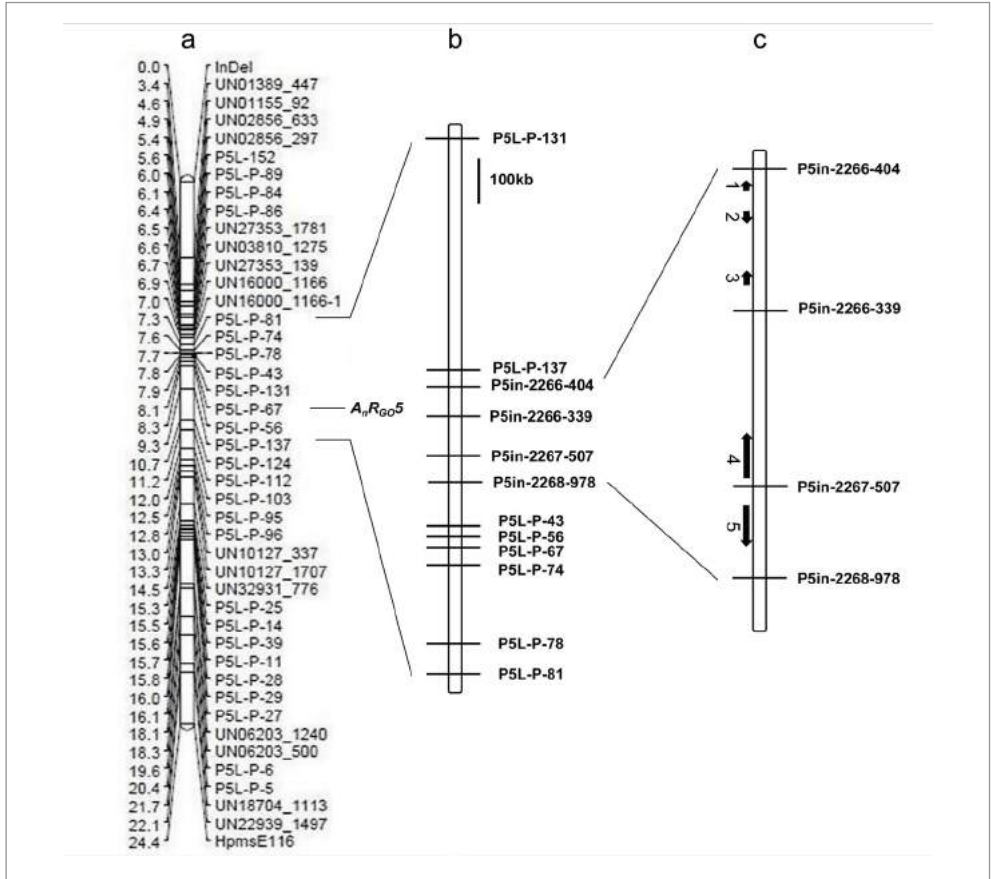 a
b
c
0.0 InDel
3.4 UN01389_447
4.6 UN01155_92
4.9 UN02856_633
5.4 UN02856_297
5.6 P5L-152
6.0 P5L-P-89
6.1 P5L-P-84
6.4 P5L-P-86
6.5 UN27353_1781
6.6 UN03810_1275
6.7 UN27353_139
6.9 UN16000_1166
7.0 UN16000_1166-1
7.3 P5L-P-81
7.6 P5L-P-74
7.7 P5L-P-78
7.8 P5L-P-43
7.9 P5L-P-131
8.1 P5L-P-67
8.3 P5L-P-56
9.3 P5L-P-137
10.7 P5L-P-124
11.2 P5L-P-112
12.0 P5L-P-103
12.5 P5L-P-95
12.8 P5L-P-96
13.0 UN10127_337
13.3 UN10127_1707
14.5 UN32931_776
15.3 P5L-P-25
15.5 P5L-P-14
15.6 P5L-P-39
15.7 P5L-P-11
15.8 P5L-P-28
16.0 P5L-P-29
16.1 P5L-P-27
18.1 UN06203_1240
18.3 UN06203_500
19.6 P5L-P-6
20.4 P5L-P-5
21.7 UN18704_1113
22.1 UN22939_1497
24.4 HpmsE116
AnRGO5
P5L-P-131
100kb
P5L-P-137
P5in-2266-404
P5in-2266-339
P5in-2267-507
P5in-2268-978
P5L-P-43
P5L-P-56
P5L-P-67
P5L-P-74
P5L-P-78
P5L-P-81
P5in-2266-404
1
2
3
P5in-2266-339
4
P5in-2267-507
5
P5in-2268-978